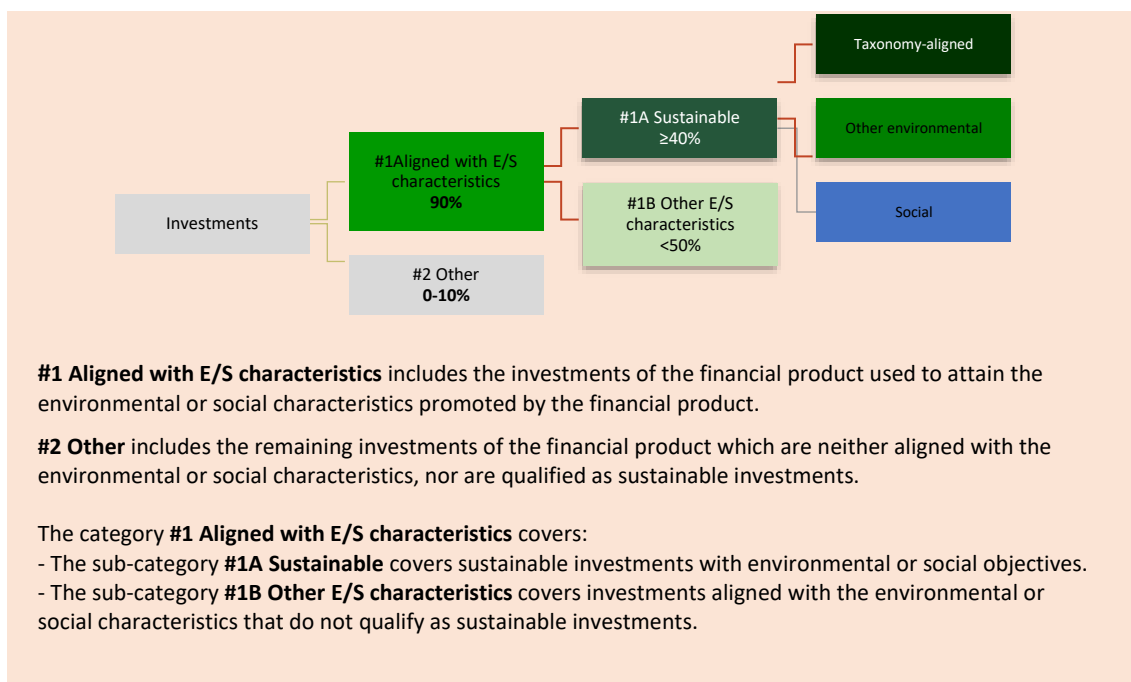 Taxonomy-aligned
#1A Sustainable
≥40%
Other environmental
#1Aligned with E/S
characteristics
90%
#1B Other E/S
characteristics
<50%
Social
Investments
#2 Other
0-10%
#1 Aligned with E/S characteristics includes the investments of the financial product used to attain the
environmental or social characteristics promoted by the financial product.
#2 Other includes the remaining investments of the financial product which are neither aligned with the
environmental or social characteristics, nor are qualified as sustainable investments.
The category #1 Aligned with E/S characteristics covers:
- The sub-category #1A Sustainable covers sustainable investments with environmental or social objectives.
- The sub-category #1B Other E/S characteristics covers investments aligned with the environmental or
social characteristics that do not qualify as sustainable investments.